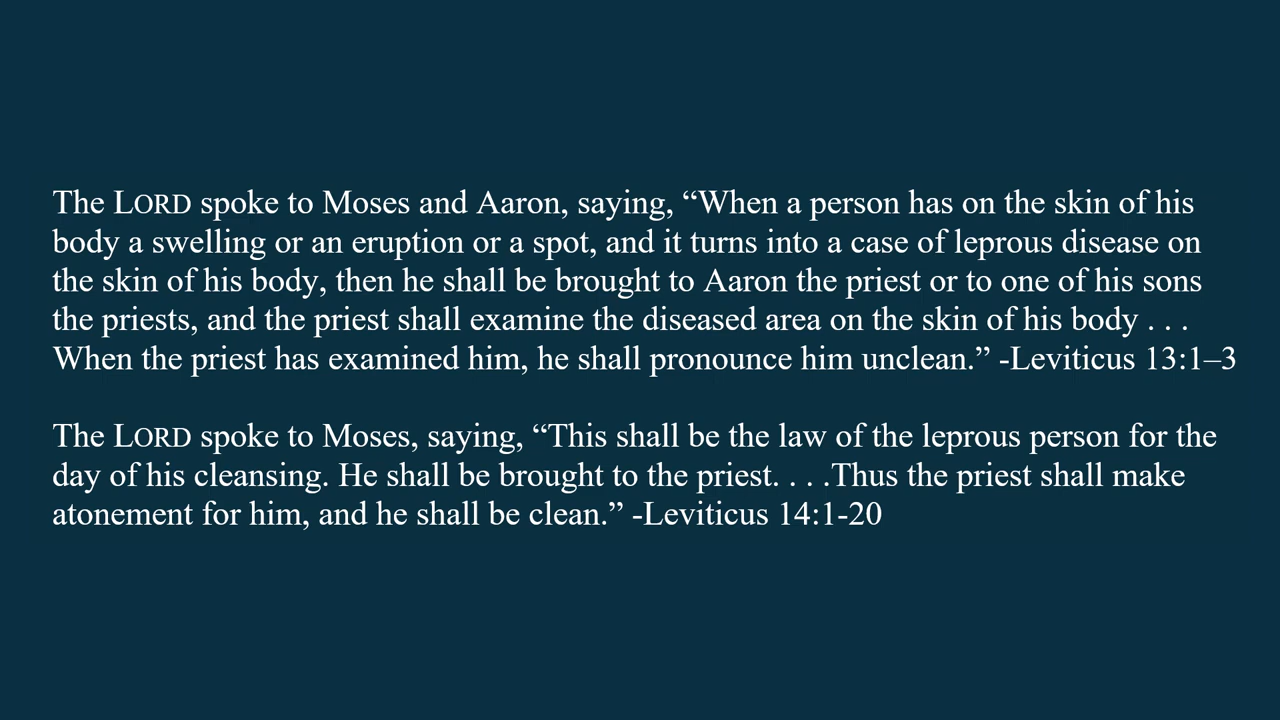 The LORD spoke to Moses and Aaron, saying, “When a person has on the skin of his
body a swelling or an eruption or a spot, and it turns into a case of leprous disease on
the skin of his body, then he shall be brought to Aaron the priest or to one of his sons
the priests, and the priest shall examine the diseased area on the skin of his body . . .
When the priest has examined him, he shall pronounce him unclean.” -Leviticus 13:1–3
The LORD spoke to Moses, saying, “This shall be the law of the leprous person for the
day of his cleansing. He shall be brought to the priest. . . .Thus the priest shall make
atonement for him, and he shall be clean.” -Leviticus 14:1-20